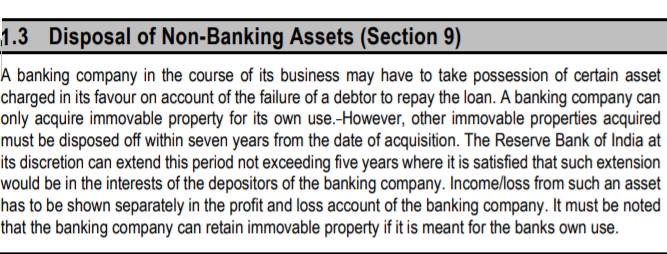 1.3 Disposal of Non-Banking Assets (Section 9)
A banking company in the course of its business may have to take possession of certain asset
charged in its favour on account of the failure of a debtor to repay the loan. A banking company can
only acquire immovable property for its own use.-However, other immovable properties acquired
must be disposed off within seven years from the date of acquisition. The Reserve Bank of India at
its discretion can extend this period not exceeding five years where it is satisfied that such extension
would be in the interests of the depositors of the banking company. Income/loss from such an asset
has to be shown separately in the profit and loss account of the banking company. It must be noted
that the banking company can retain immovable property if it is meant for the banks own use.